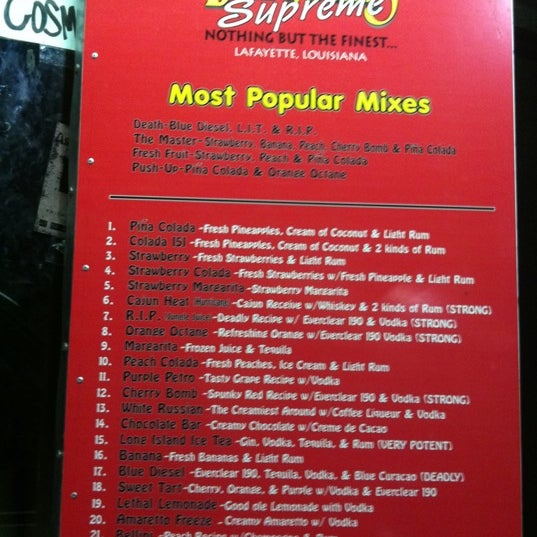 COSM
Supreme
NOTHING BUT THE FINEST...
LAFAYETTE, LOUISIANA
Most Popular Mixes
Death-Blue Diesel, L.I.T. & R.I.P.
The Master-Strawberry, Banana, Peach, Cherry Bomb & Piña Colada
Fresh Fruit-Strawberry, Peach & Piña Colada
Push-Up-Piña Colada & Orange Octane
1. Piña Colada -Fresh Pineapples, Cream of Coconut & Light Rum
2. Colada 151 -Fresh Pineapples, Cream of Coconut & 2 kinds of Rum
3. Strawberry -Fresh Strawberries & Light Rum
4. Strawberry Colada -Fresh Strawberries w/Fresh Pineapple & Light Rum
5. Strawberry Margarita -Strawberry Margarita
6. Cajun Heat Hurricane -Cajun Receive w/Whiskey & 2 kinds of Rum (STRONG)
7. R.I.P. Jungle Juice -Deadly Recipe w/Everclear 190 & Vodka (STRONG)
8. Orange Octane -Refreshing Orange w/Everclear 190 & Vodka (STRONG)
9. Margarita -Frozen Juice & Tequila
10. Peach Colada -Fresh Peaches, Ice Cream & Light Rum
11. Purple Petro -Tasty Grape Recipe w/Vodka
12. Cherry Bomb -Spunky Red Recipe w/Everclear 190 & Vodka (STRONG)
13. White Russian -The Creamiest Around w/Coffee Liqueur & Vodka
14. Chocolate Bar -Creamy Chocolate w/Creme de Cacao
15. Long Island Ice Tea -Gin, Vodka, Tequila, & Rum (VERY POTENT)
16. Banana -Fresh Bananas & Light Rum
17. Blue Diesel -Everclear 190, Tequila, Vodka, & Blue Curacao (DEADLY)
18. Sweet Tart -Cherry, Orange, & Purple w/Vodka & Everclear 190
19. Lethal Lemonade -Good ole Lemonade with Vodka
20. Amaretto Freeze - Creamy Amaretto w/ Vodka
21. Bellini -Peach Recipe w/Champagne & Rum